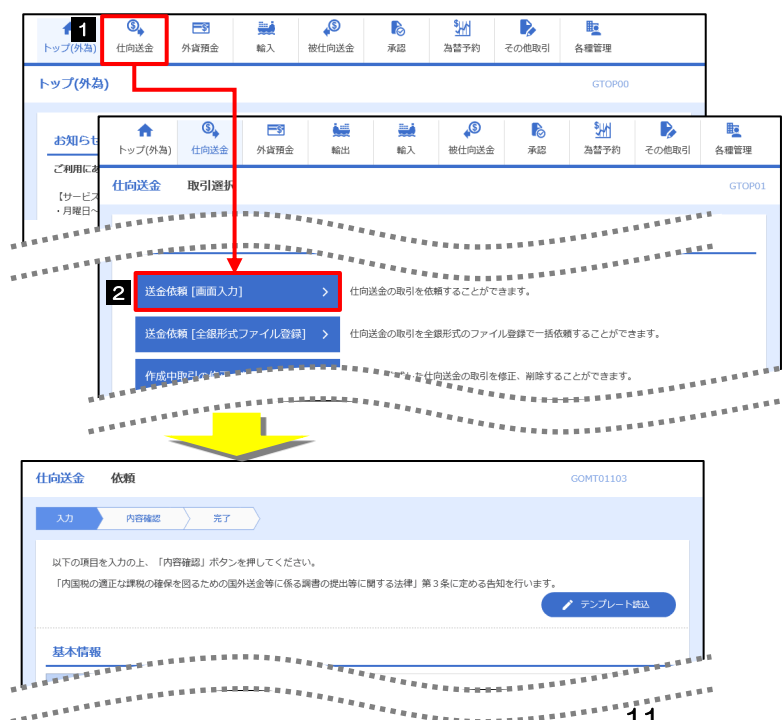 1
トップ(外為) 仕向送金 外貨預金 輸入 被仕向送金 承認 為替予約 その他取引 各種管理
トップ(外為) GTOP00
お知らせ
ご利用にあ
【サービス
・月曜日～
トップ(外為) 仕向送金 外貨預金 輸出 輸入 被仕向送金 承認 為替予約 その他取引 各種管理
仕向送金 取引選択 GTOP01
2
送金依頼 [画面入力] 仕向送金の取引を依頼することができます。
送金依頼 [全銀形式ファイル登録] 仕向送金の取引を全銀形式のファイル登録で一括依頼することができます。
作成中取引の 仕向送金の取引を修正、削除することができます。
仕向送金 依頼 GOMT01103
入力 内容確認 完了
以下の項目を入力の上、「内容確認」ボタンを押してください。
「内国税の適正な課税の確保を図るための国外送金等に係る調書の提出等に関する法律」第3条に定める告知を行います。
テンプレート読込
基本情報
11